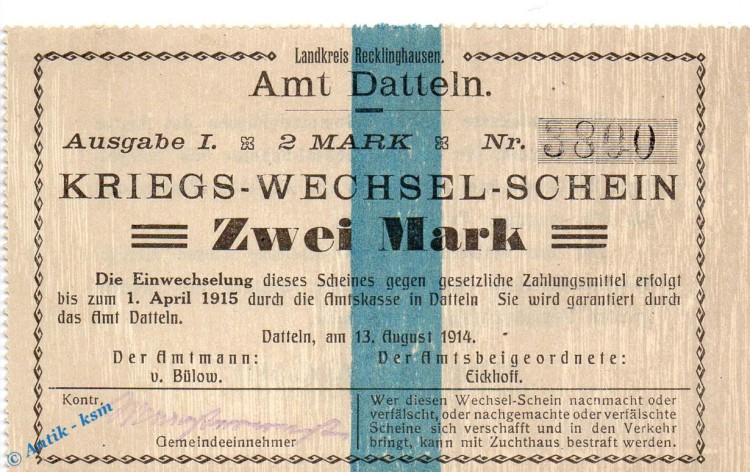 Landkreis Recklinghausen.
Amt Datteln.
Ausgabe I. 2 MARK Nr. 3890
KRIEGS-WECHSEL-SCHEIN
Zwei Mark
Die Einwechselung dieses Scheines gegen gesetzliche Zahlungsmittel erfolgt
bis zum 1. April 1915 durch die Amtskasse in Datteln Sie wird garantiert durch
das Amt Datteln.
Datteln, am 13. August 1914.
Der Amtmann: Der Amtsbeigeordnete:
v. Bülow. Eickhoff.
Kontr.
Gemeindeeinnehmer
Wer diesen Wechsel-Schein nachmacht oder
verfälscht, oder nachgemachte oder verfälschte
Scheine sich verschafft und in den Verkehr
bringt, kann mit Zuchthaus bestraft werden.
© Antik - ksm